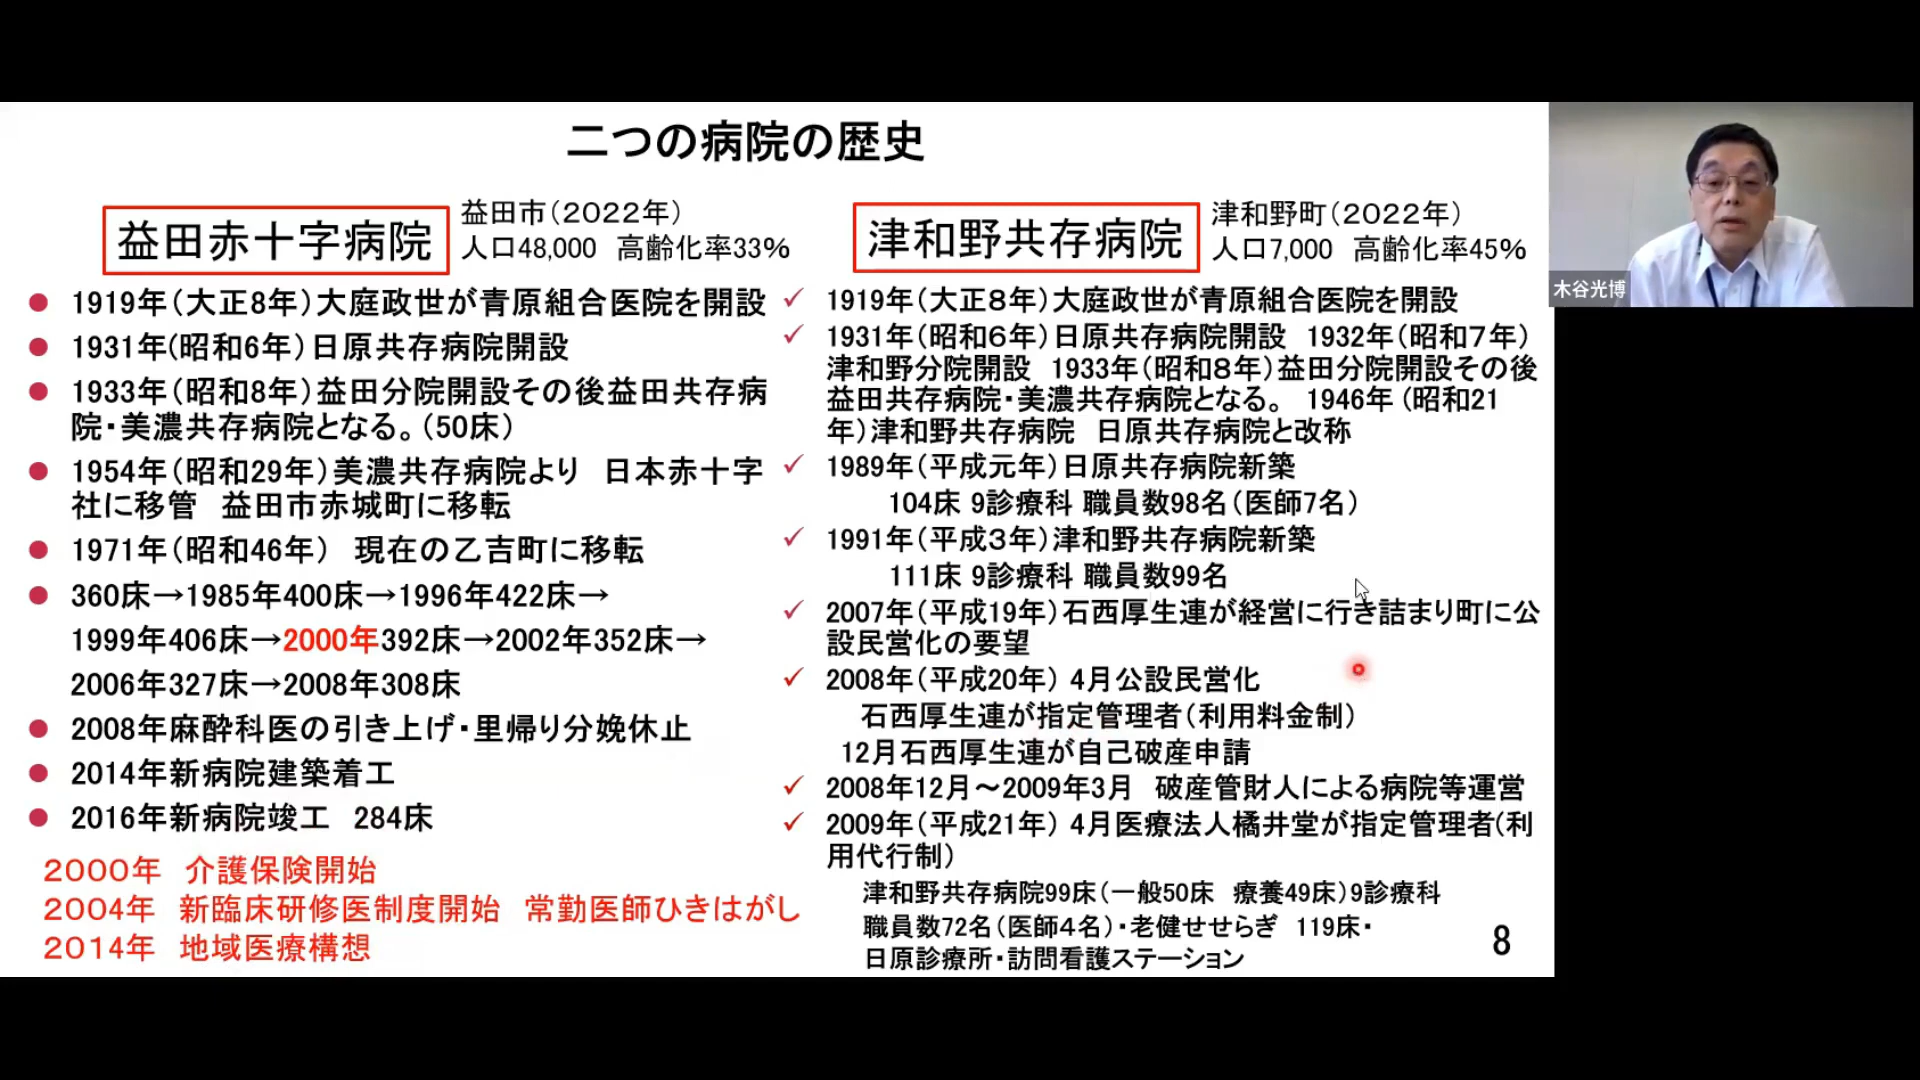 二つの病院の歴史
益田赤十字病院
益田市（2022年）
人口48,000　高齢化率33％
1919年（大正8年）大庭政世が青原組合医院を開設
1931年(昭和6年）日原共存病院開設
1933年（昭和8年）益田分院開設その後益田共存病
院・美濃共存病院となる。（50床）
1954年（昭和29年）美濃共存病院より　日本赤十字
社に移管　益田市赤城町に移転
1971年（昭和46年）　現在の乙吉町に移転
360床→1985年400床→1996年422床→
1999年406床→2000年392床→2002年352床→
2006年327床→2008年308床
2008年麻酔科医の引き上げ・里帰り分娩休止
2014年新病院建築着工
2016年新病院竣工　284床
2000年　介護保険開始
2004年　新臨床研修医制度開始　常勤医師ひきはがし
2014年　地域医療構想
津和野共存病院
津和野町（2022年）
人口7,000　高齢化率45％
1919年（大正８年）大庭政世が青原組合医院を開設
1931年（昭和６年）日原共存病院開設　1932年（昭和７年）
津和野分院開設　1933年（昭和８年）益田分院開設その後
益田共存病院・美濃共存病院となる。　1946年（昭和21
年）津和野共存病院　日原共存病院と改称
1989年（平成元年）日原共存病院新築
104床 9診療科 職員数98名（医師7名）
1991年（平成３年）津和野共存病院新築
111床 9診療科 職員数99名
2007年（平成19年）石西厚生連が経営に行き詰まり町に公
設民営化の要望
2008年（平成20年） 4月公設民営化
石西厚生連が指定管理者（利用料金制）
12月石西厚生連が自己破産申請
2008年12月～2009年3月　破産管財人による病院等運営
2009年（平成21年） 4月医療法人橘井堂が指定管理者(利
用代行制）
津和野共存病院99床（一般50床　療養49床）9診療科
職員数72名（医師４名）・老健せせらぎ　119床・
日原診療所・訪問看護ステーション
8
木谷光博